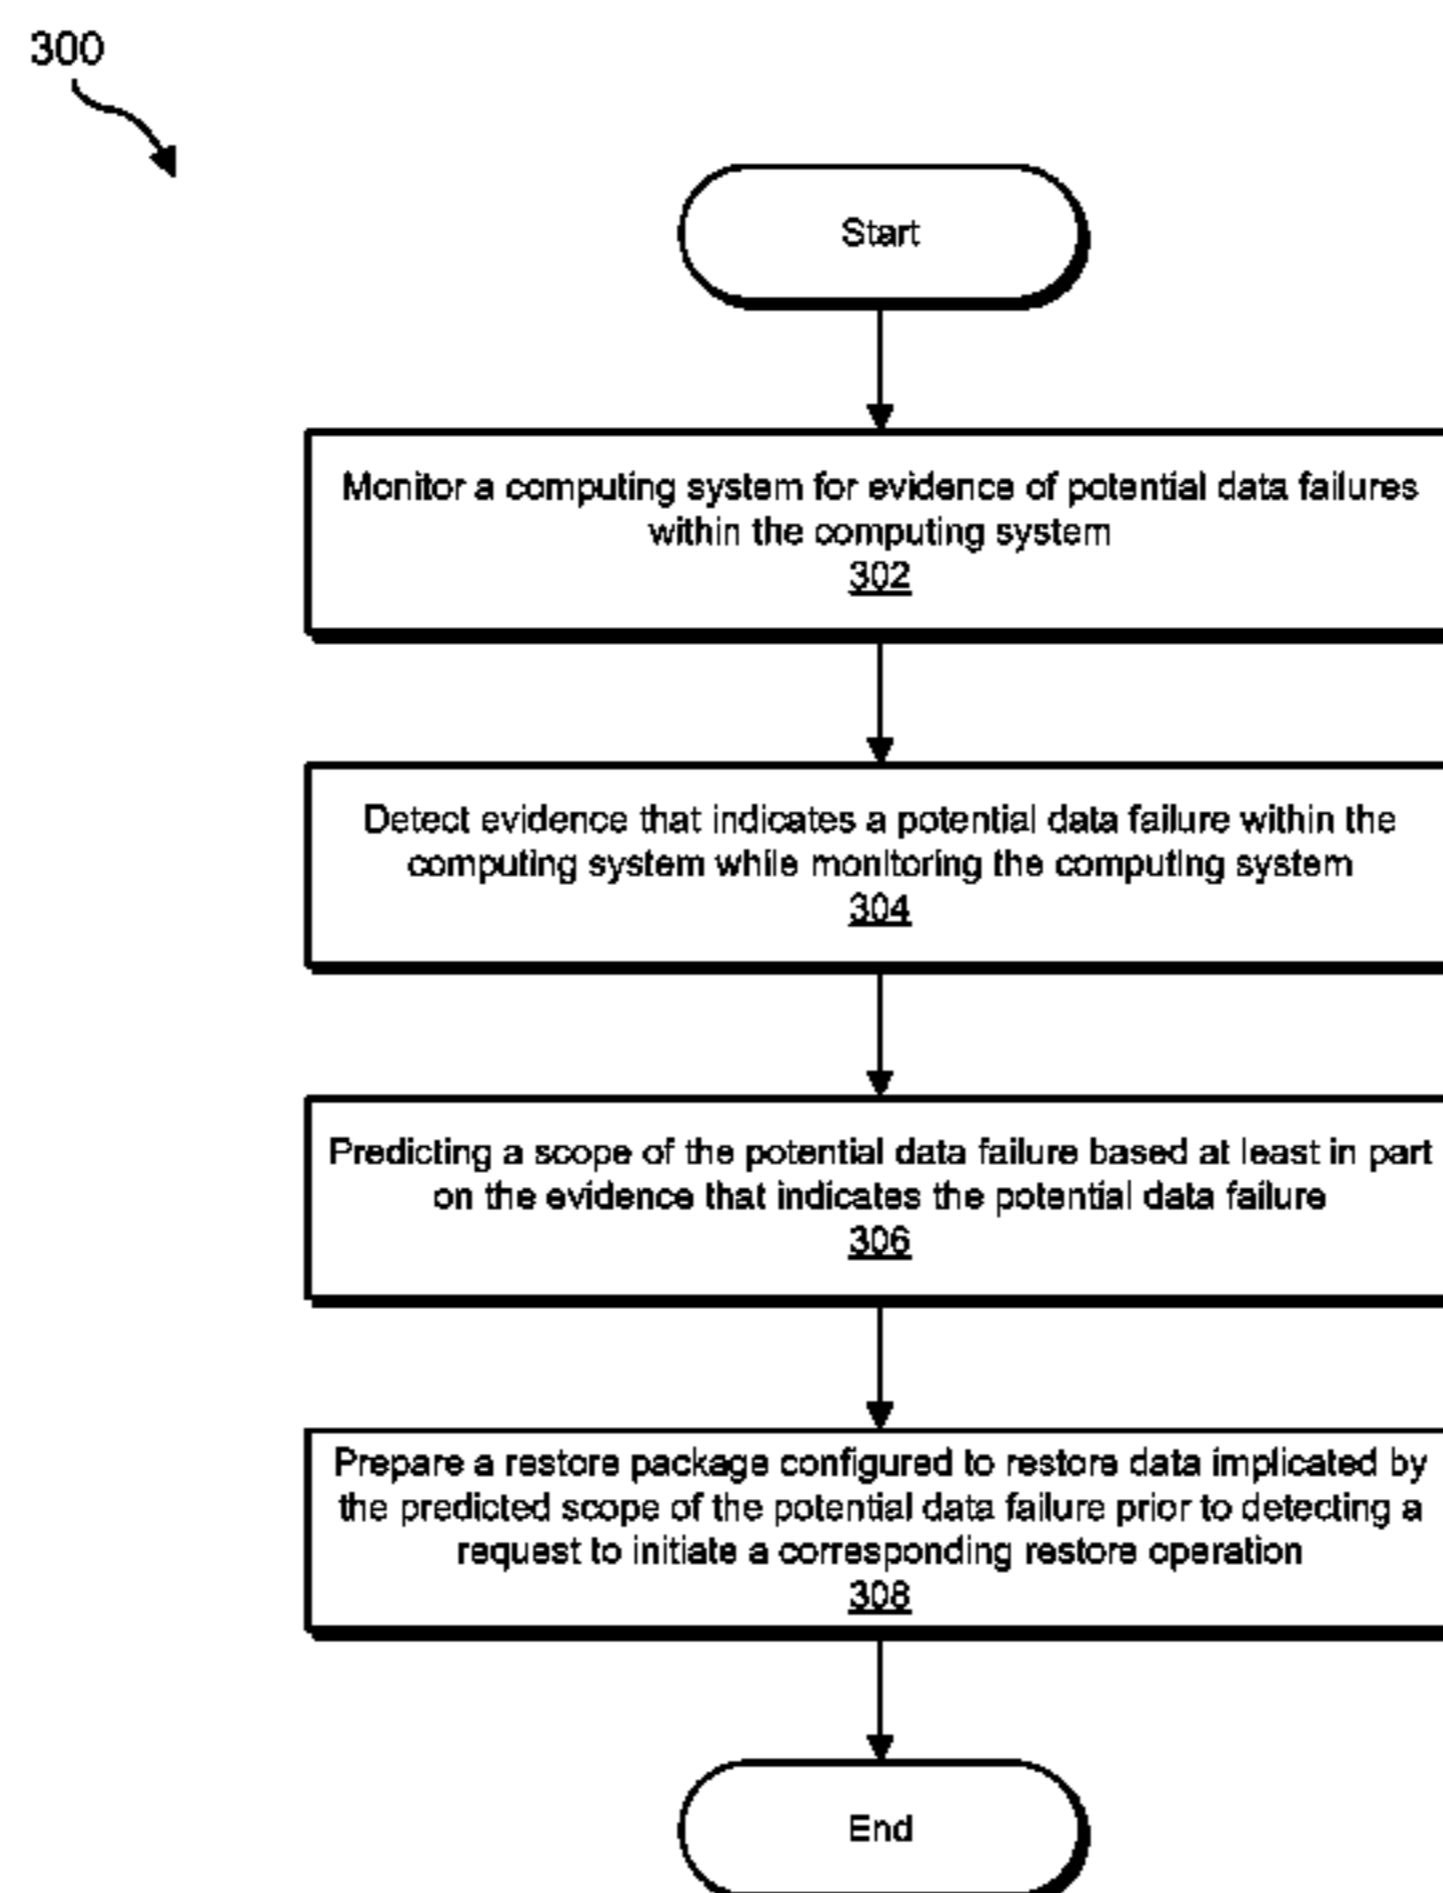 300
Start
Monitor a computing system for evidence of potential data failures
within the computing system
302
Detect evidence that indicates a potential data failure within the
computing system while monitoring the computing system
304
Predicting a scope of the potential data failure based at least in part
on the evidence that indicates the potential data failure
306
Prepare a restore package configured to restore data implicated by
the predicted scope of the potential data failure prior to detecting a
request to initiate a corresponding restore operation
308
End